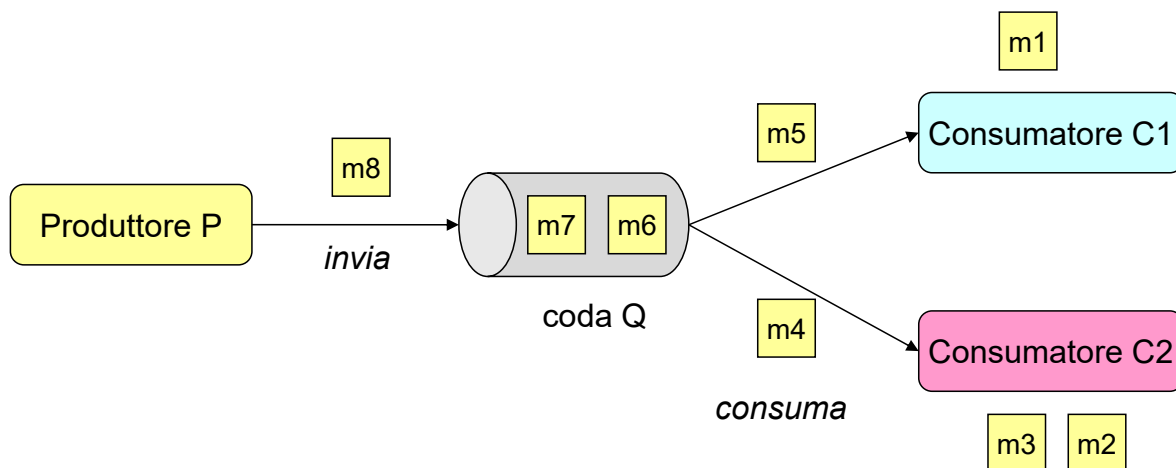 m1
m5
Consumatore C1
m8
Produttore P
invia
m7
m6
coda Q
m4
Consumatore C2
consuma
m3
m2